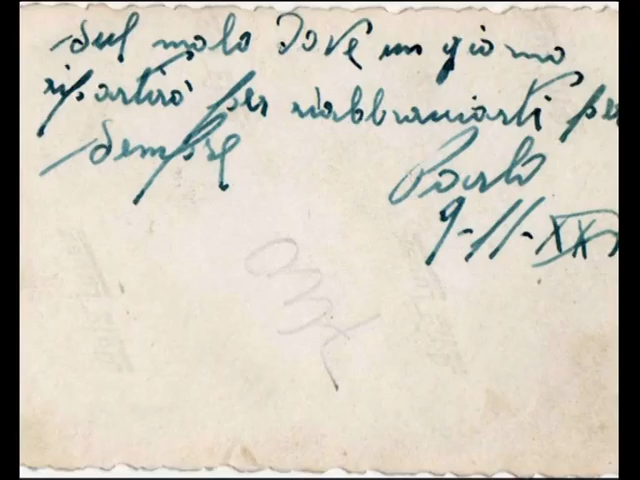 sul molo Dove un giorno
ripartirò per riabbracciarti per
sempre
Paolo
9-11-XX